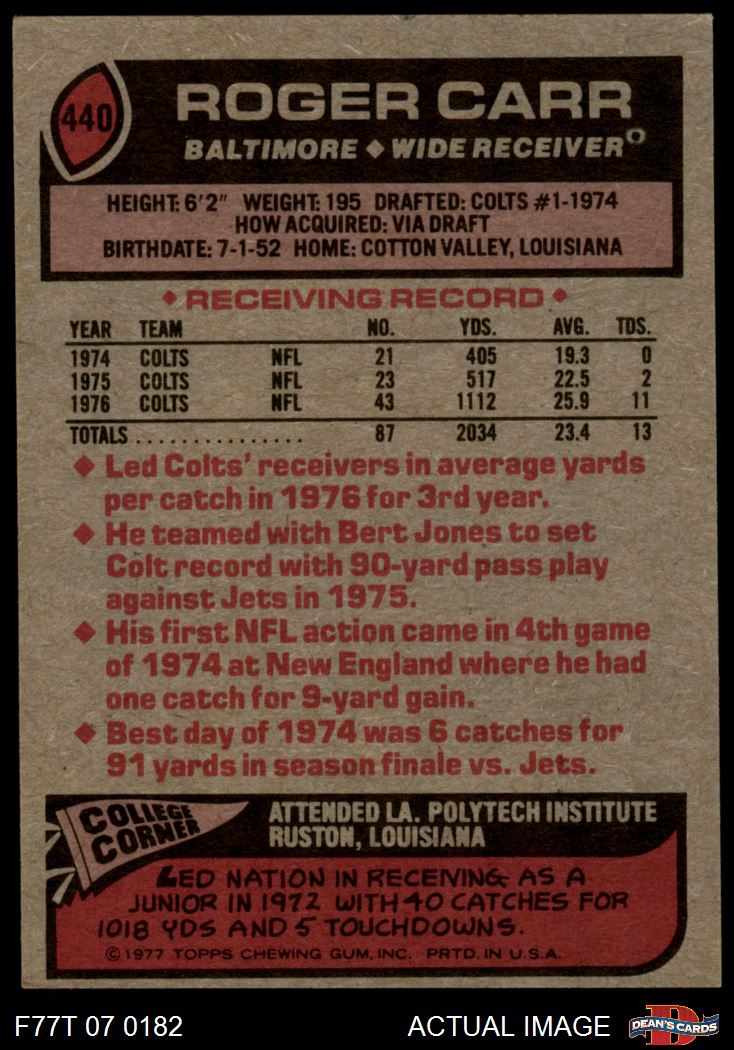 440
ROGER CARR
BALTIMORE ◆ WIDE RECEIVER
HEIGHT: 6'2" WEIGHT: 195 DRAFTED: COLTS #1-1974
HOW ACQUIRED: VIA DRAFT
BIRTHDATE: 7-1-52 HOME: COTTON VALLEY, LOUISIANA
◆ RECEIVING RECORD ◆
YEAR TEAM NO. YDS. AVG. TDS.
1974 COLTS NFL 21 405 19.3 0
1975 COLTS NFL 23 517 22.5 2
1976 COLTS NFL 43 1112 25.9 11
TOTALS ................ 87 2034 23.4 13
◆ Led Colts' receivers in average yards
per catch in 1976 for 3rd year.
◆ He teamed with Bert Jones to set
Colt record with 90-yard pass play
against Jets in 1975.
◆ His first NFL action came in 4th game
of 1974 at New England where he had
one catch for 9-yard gain.
◆ Best day of 1974 was 6 catches for
91 yards in season finale vs. Jets.
COLLEGE
CORNER
ATTENDED LA. POLYTECH INSTITUTE
RUSTON, LOUISIANA
LED NATION IN RECEIVING AS A
JUNIOR IN 1972 WITH 40 CATCHES FOR
1018 YDS AND 5 TOUCHDOWNS.
©1977 TOPPS CHEWING GUM, INC. PRTD. IN U.S.A.
F77T 07 0182 ACTUAL IMAGE
D
DEAN'S CARDS